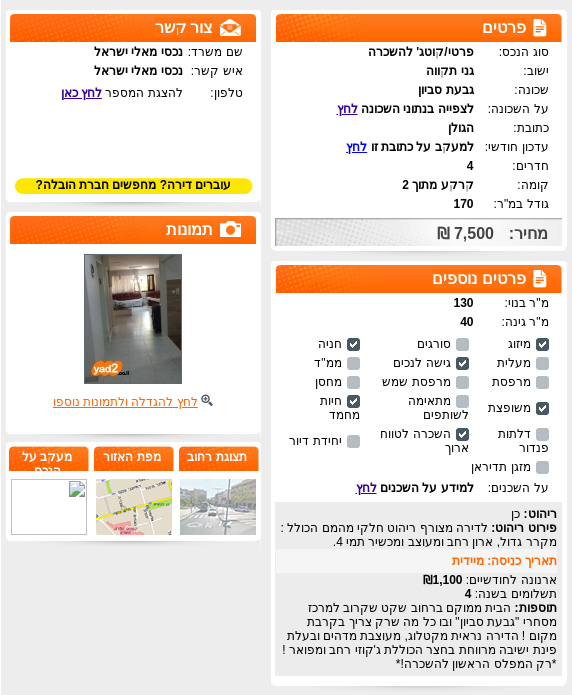 פרטים
סוג הנכס: פרטי/קוטג' להשכרה
ישוב: גני תקווה
שכונה: גבעת סביון
על השכונה: לצפייה בנתוני השכונה לחץ
כתובת: הגולן
עדכון חודשי: למעקב על כתובת זו לחץ
חדרים: 4
קומה: קרקע מתוך 2
גודל במ"ר: 170
מחיר: 7,500 ₪
פרטים נוספים
מ"ר בנוי: 130
מ"ר גינה: 40
מיזוג סורגים חניה
מעלית גישה לנכים ממ"ד
מרפסת מרפסת שמש מחסן
משופצת מתאימה לשותפים חיות מחמד
דלתות פנדור השכרה לטווח ארוך יחידת דיור
מזגן תדיראן
על השכנים: למידע על השכנים לחץ
ריהוט: כן
פירוט ריהוט: לדירה מצורף ריהוט חלקי מהמם הכולל :
מקרר גדול, ארון רחב ומעוצב ומכשיר תמי 4.
תאריך כניסה: מיידית
ארנונה לחודשיים: 1,100₪
תשלומים בשנה: 4
תוספות: הבית ממוקם ברחוב שקט שקרוב למרכז
מסחרי "גבעת סביון" ובו כל מה שרק צריך בקרבת
מקום ! הדירה נראית מקטלוג, מעוצבת מדהים ובעלת
פינת ישיבה מרווחת בחצר הכוללת ג'קוזי רחב ומפואר !
*רק המפלס הראשון להשכרה!*
צור קשר
שם משרד: נכסי מאלי ישראל
איש קשר: נכסי מאלי ישראל
טלפון: להצגת המספר לחץ כאן
עוברים דירה? מחפשים חברת הובלה?
תמונות
yad2.co.il
לחץ להגדלה ולתמונות נוספו
תצוגת רחוב
מפת האזור
מעקב על
הנכס